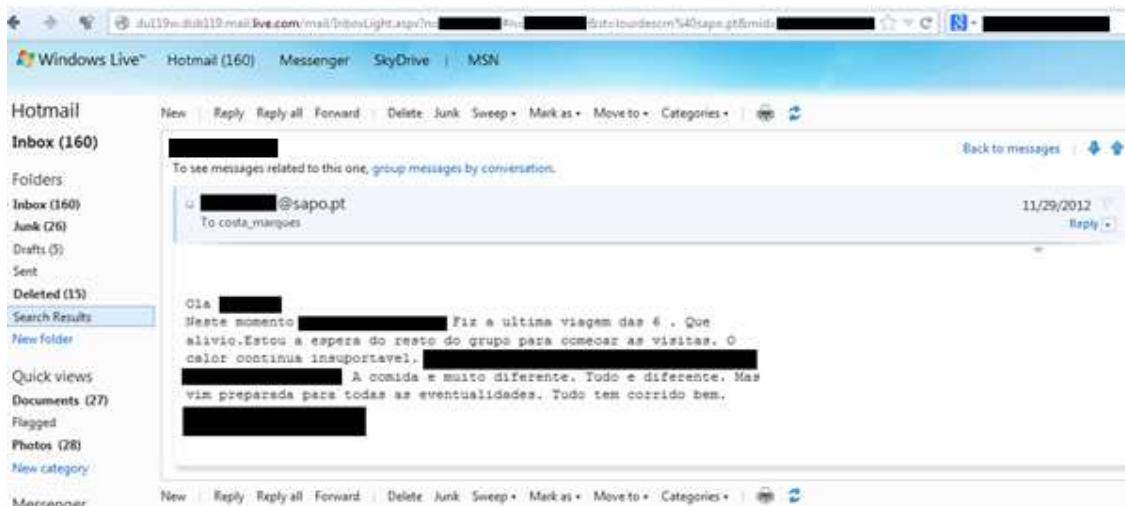 Windows Live™ Hotmail (160) Messenger SkyDrive | MSN
Hotmail
New | Reply Reply all Forward | Delete Junk Sweep Mark as Move to Categories |
Inbox (160)
Back to messages
To see messages related to this one, group messages by conversation.
Folders
Inbox (160)
Junk (26)
Drafts (5)
Sent
Deleted (15)
Search Results
New folder
Quick views
Documents (27)
Flagged
Photos (28)
New category
Messenger
@sapo.pt 11/29/2012
To costa_marques Reply
Ola
Neste momento Fiz a ultima viagem das 6 . Que
alivio.Estou a espera do resto do grupo para comecar as visitas. O
calor continua insuportavel.
A comida e muito diferente. Tudo e diferente. Mas
vim preparada para todas as eventualidades. Tudo tem corrido bem.
New | Reply Reply all Forward | Delete Junk Sweep Mark as Move to Categories |